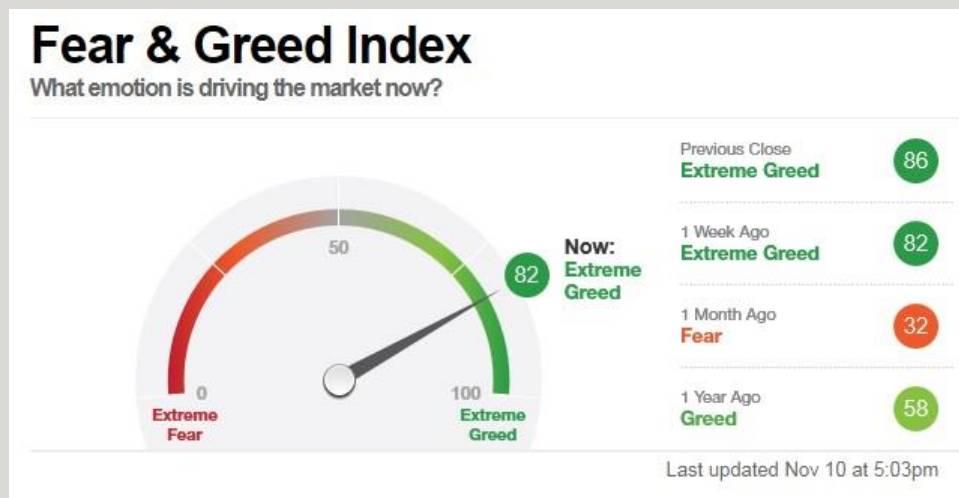 Fear & Greed Index
What emotion is driving the market now?
50
0
100
Extreme
Fear
Extreme
Greed
82
Now:
Extreme
Greed
Previous Close
Extreme Greed
86
1 Week Ago
Extreme Greed
82
1 Month Ago
Fear
32
1 Year Ago
Greed
58
Last updated Nov 10 at 5:03pm